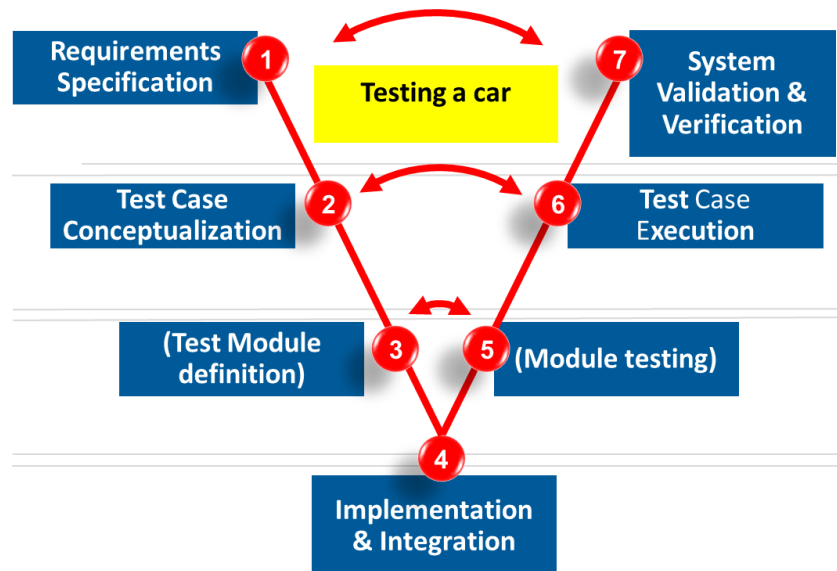 1
Requirements
Specification
Testing a car
7
System
Validation &
Verification
2
Test Case
Conceptualization
6
Test Case
Execution
3
(Test Module
definition)
5
(Module testing)
4
Implementation
& Integration